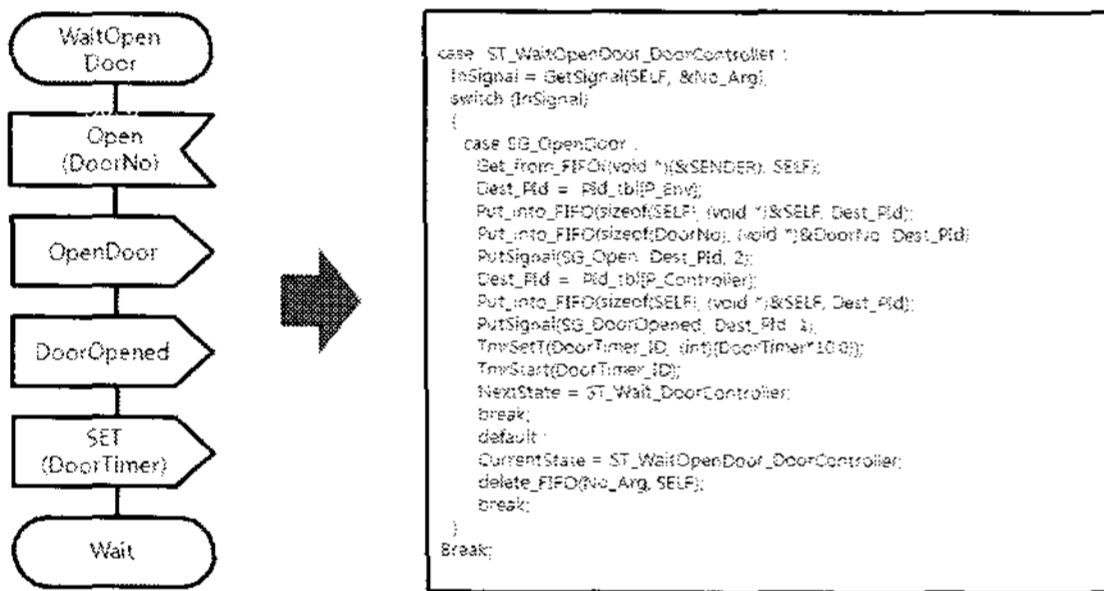 WaitOpen
Door
Open
(DoorNo)
OpenDoor
DoorOpened
SET
(DoorTimer)
Wait
case ST_WaitOpenDoor_DoorController :
InSignal = GetSignal(SELF, &No_Arg);
switch (InSignal)
{
case SG_OpenDoor :
Get_from_FIFO((void *)(&SENDER), SELF);
Dest_Pid = Pid_tbl[P_Env];
Put_into_FIFO(sizeof(SELF), (void *)&SELF, Dest_Pid);
Put_into_FIFO(sizeof(DoorNo), (void *)&DoorNo, Dest_Pid)
PutSignal(SG_Open, Dest_Pid, 2);
Dest_Pid = Pid_tbl[P_Controller];
Put_into_FIFO(sizeof(SELF), (void *)&SELF, Dest_Pid);
PutSignal(SG_DoorOpened, Dest_Pid, 1);
TmrSetT(DoorTimer_ID, (int)(DoorTimer*10.0));
TmrStart(DoorTimer_ID);
NextState = ST_Wait_DoorController;
break;
default :
CurrentState = ST_WaitOpenDoor_DoorController;
delete_FIFO(No_Arg, SELF);
break;
}
Break;